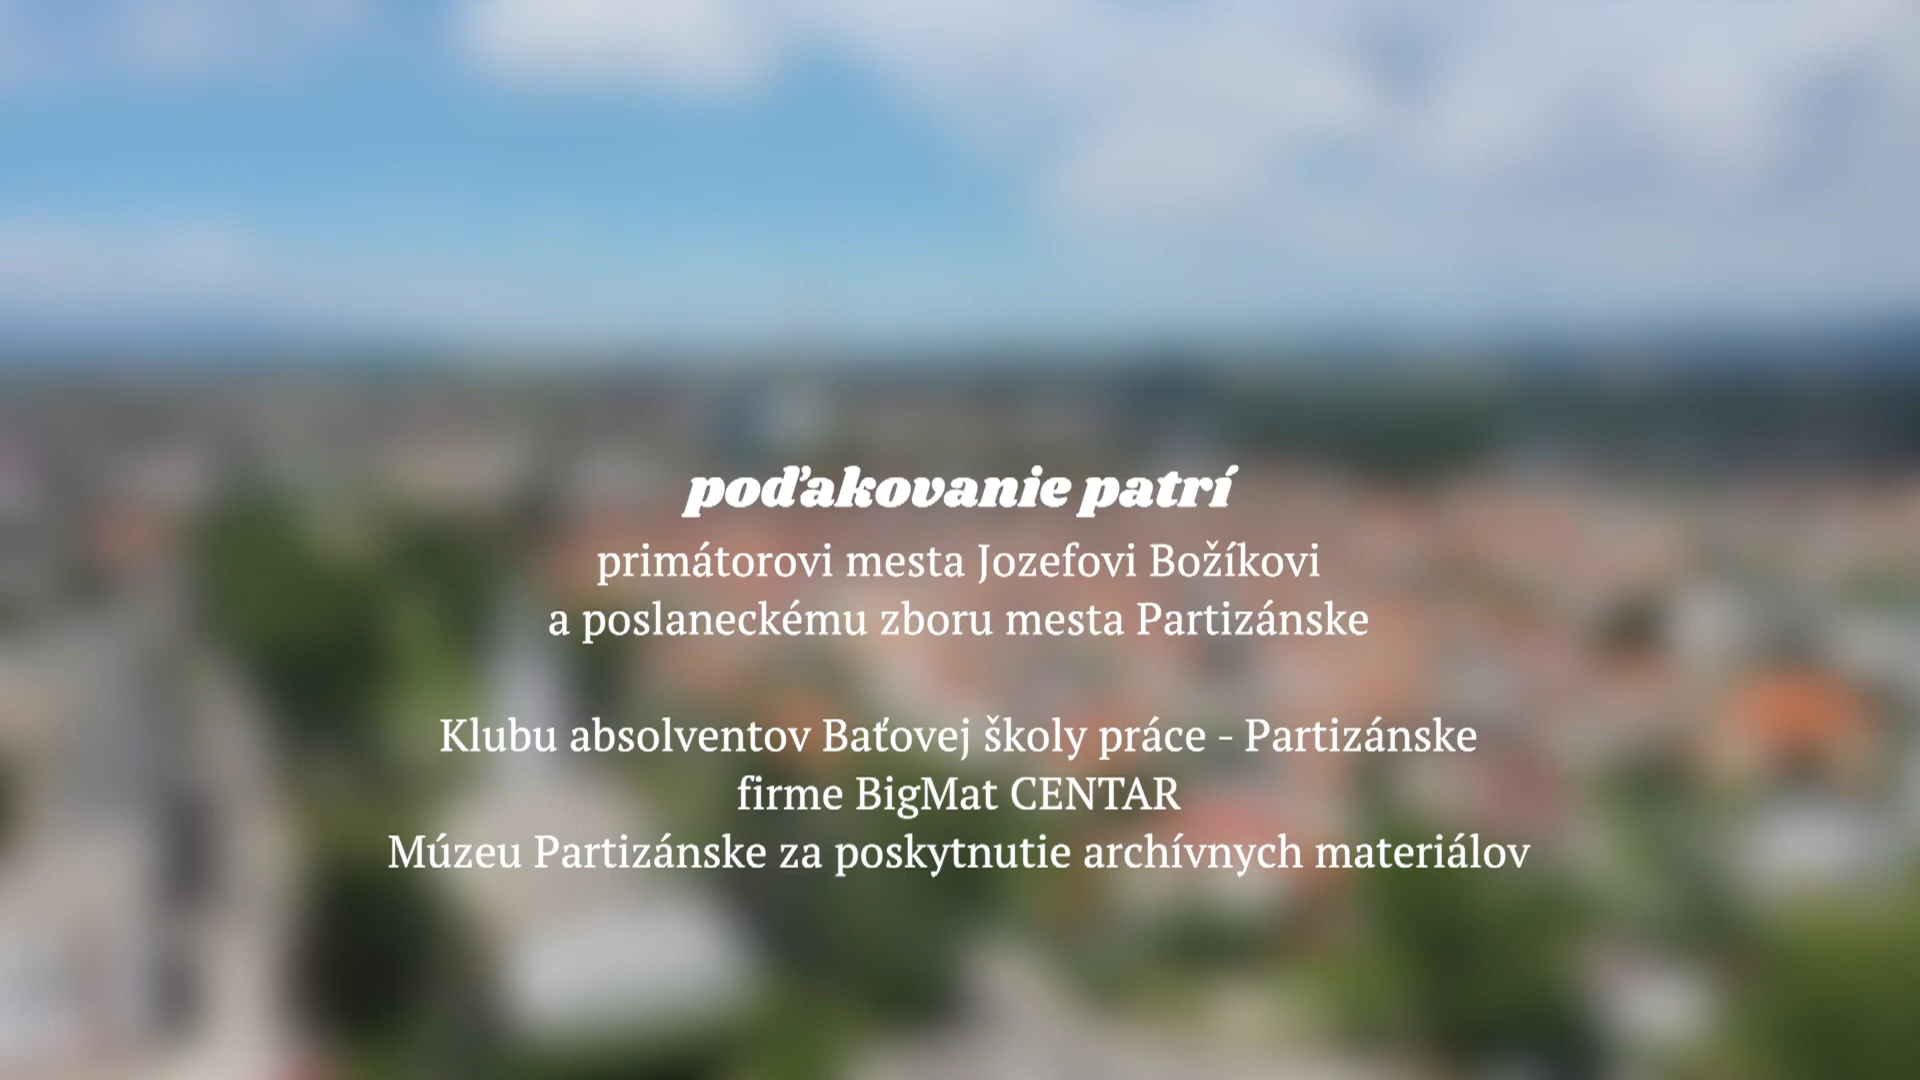 poďakovanie patrí
primátorovi mesta Jozefovi Božíkovi
a poslaneckému zboru mesta Partizánske
Klubu absolventov Baťovej školy práce - Partizánske
firme BigMat CENTAR
Múzeu Partizánske za poskytnutie archívnych materiálov